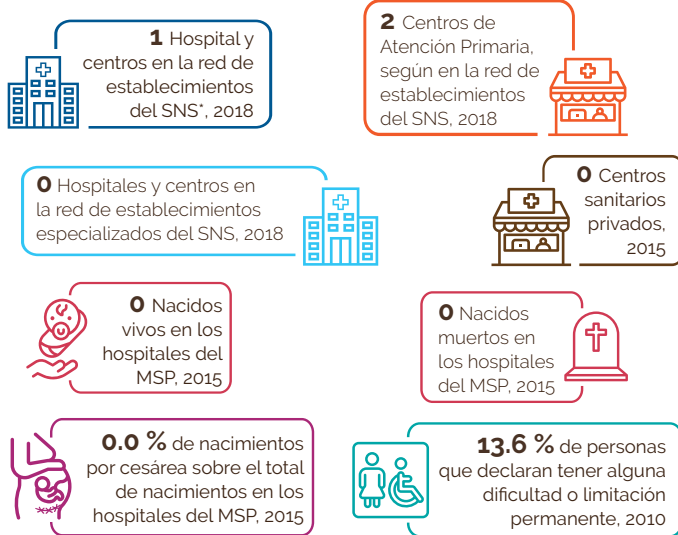 1 Hospital y
centros en la red de
establecimientos
del SNS*, 2018
2 Centros de
Atención Primaria,
según en la red de
establecimientos
del SNS, 2018
0 Hospitales y centros en
la red de establecimientos
especializados del SNS, 2018
0 Centros
sanitarios
privados,
2015
0 Nacidos
vivos en los
hospitales del
MSP, 2015
0 Nacidos
muertos en
los hospitales
del MSP, 2015
0.0 % de nacimientos
por cesárea sobre el total
de nacimientos en los
hospitales del MSP, 2015
13.6 % de personas
que declaran tener alguna
dificultad o limitación
permanente, 2010